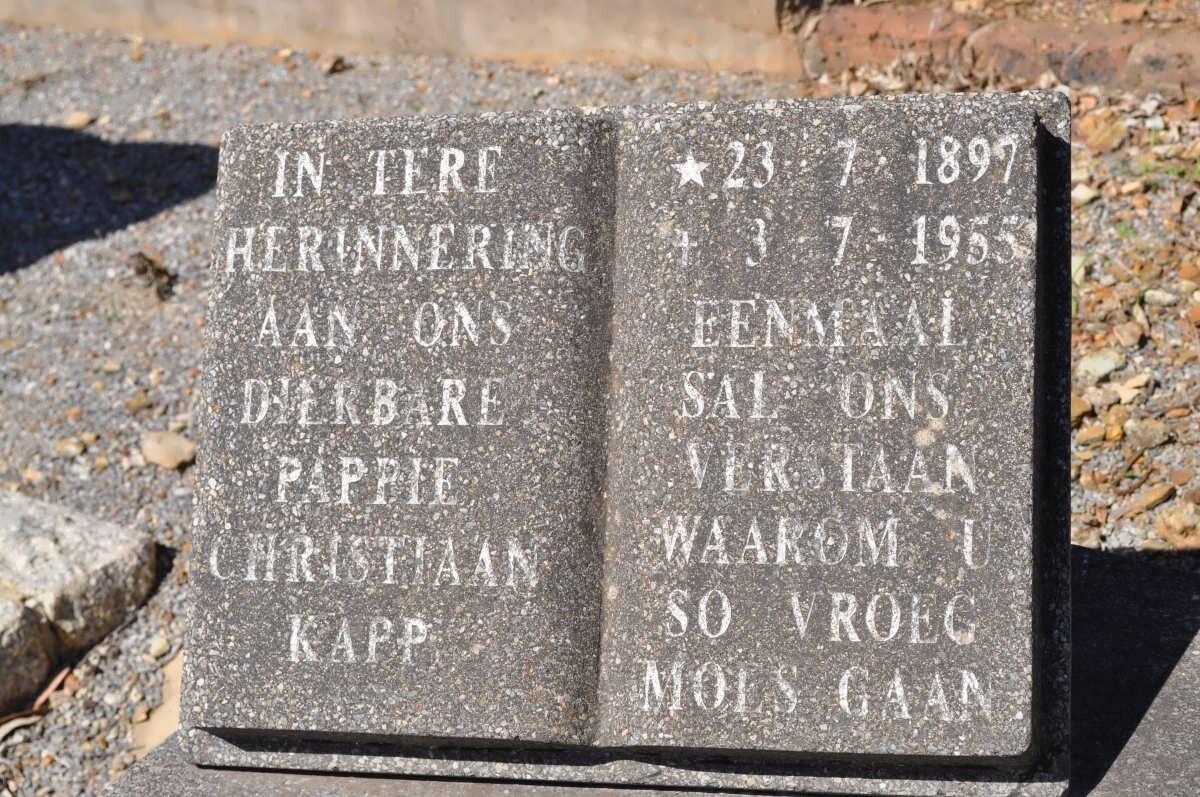 IN TERE
HERINNERING
AAN ONS
DIERBARE
PAPPIE
CHRISTIAAN
KAPP
★ 23 · 7 · 1897
† 3 · 7 · 1955
EENMAAL
SAL ONS
VERSTAAN
WAAROM U
SO VROEG
MOES GAAN